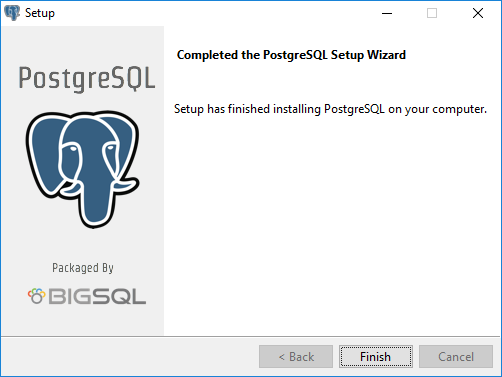 Setup
PostgreSQL
Packaged By
BIGSQL
Completed the PostgreSQL Setup Wizard
Setup has finished installing PostgreSQL on your computer.
< Back
Finish
Cancel